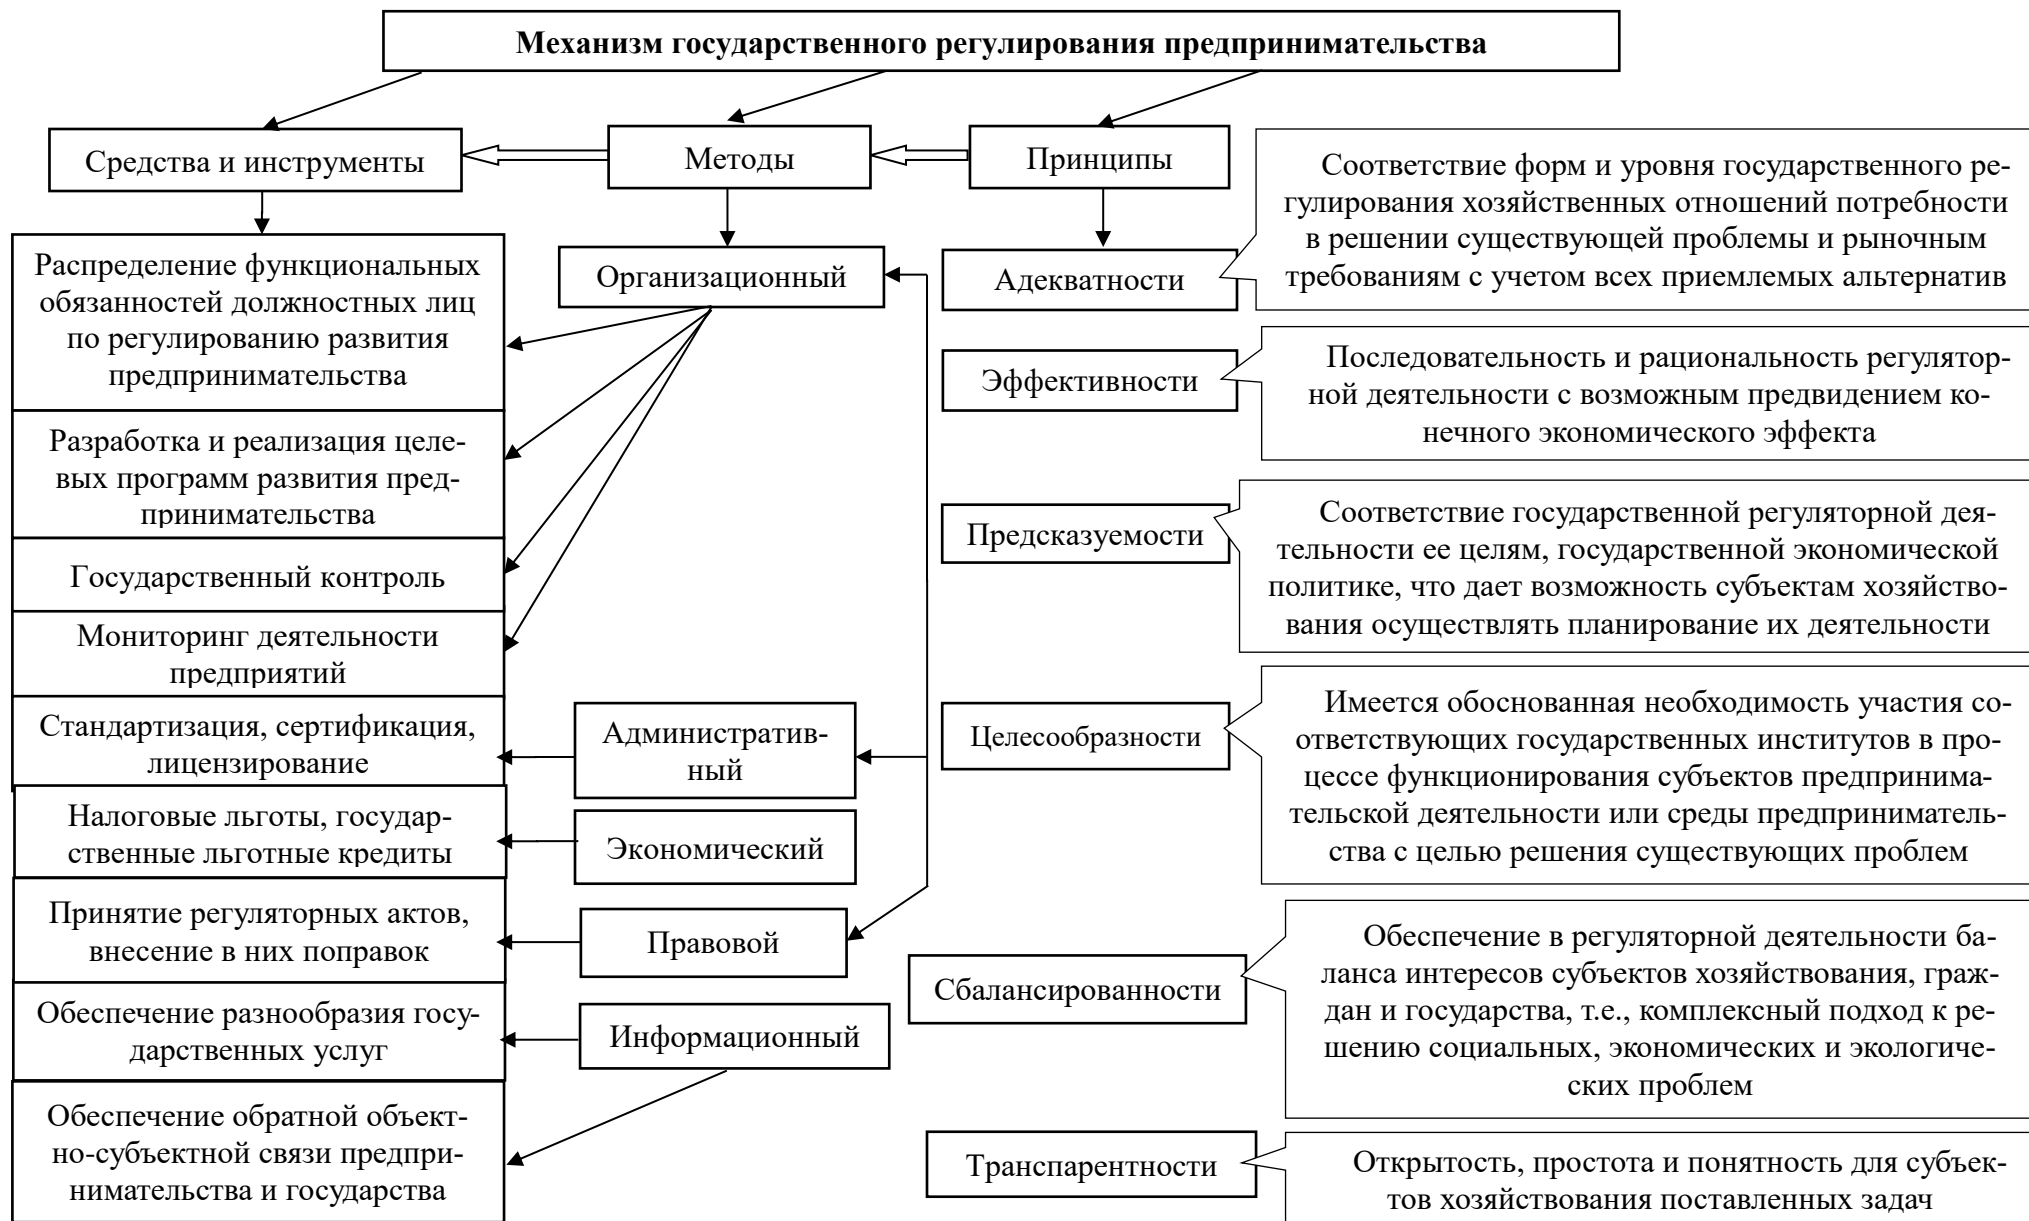 Механизм государственного регулирования предпринимательства
Средства и инструменты
Методы
Принципы
Распределение функциональных
обязанностей должностных лиц
по регулированию развития
предпринимательства
Разработка и реализация целе-
вых программ развития пред-
принимательства
Государственный контроль
Мониторинг деятельности
предприятий
Стандартизация, сертификация,
лицензирование
Налоговые льготы, государ-
ственные льготные кредиты
Принятие регуляторных актов,
внесение в них поправок
Обеспечение разнообразия госу-
дарственных услуг
Обеспечение обратной объект-
но-субъектной связи предпри-
нимательства и государства
Организационный
Административ-
ный
Экономический
Правовой
Информационный
Адекватности
Соответствие форм и уровня государственного ре-
гулирования хозяйственных отношений потребности
в решении существующей проблемы и рыночным
требованиям с учетом всех приемлемых альтернатив
Эффективности
Последовательность и рациональность регулятор-
ной деятельности с возможным предвидением ко-
нечного экономического эффекта
Предсказуемости
Соответствие государственной регуляторной дея-
тельности ее целям, государственной экономической
политике, что дает возможность субъектам хозяйство-
вания осуществлять планирование их деятельности
Целесообразности
Имеется обоснованная необходимость участия со-
ответствующих государственных институтов в про-
цессе функционирования субъектов предпринима-
тельской деятельности или среды предприниматель-
ства с целью решения существующих проблем
Сбалансированности
Обеспечение в регуляторной деятельности ба-
ланса интересов субъектов хозяйствования, граж-
дан и государства, т.е., комплексный подход к ре-
шению социальных, экономических и экологиче-
ских проблем
Транспарентности
Открытость, простота и понятность для субъек-
тов хозяйствования поставленных задач